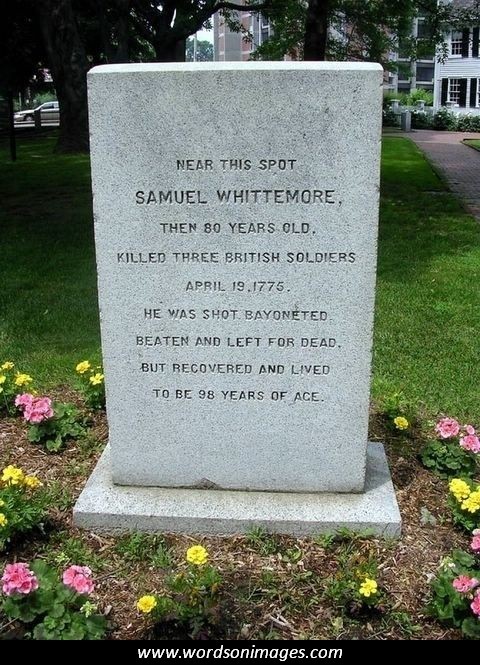 NEAR THIS SPOT
SAMUEL WHITTEMORE,
THEN 80 YEARS OLD,
KILLED THREE BRITISH SOLDIERS
APRIL 19, 1775.
HE WAS SHOT BAYONETED
BEATEN AND LEFT FOR DEAD,
BUT RECOVERED AND LIVED
TO BE 98 YEARS OF AGE.
www.wordsonimages.com